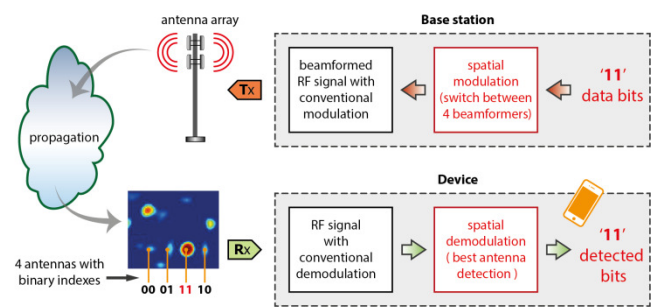 antenna array
Base station
beamformed
RF signal with
conventional
modulation
spatial
modulation
(switch between
4 beamformers)
'11'
data bits
Tx
propagation
Device
RF signal
with
conventional
demodulation
spatial
demodulation
( best antenna
detection )
'11'
detected
bits
Rx
4 antennas with
binary indexes
00 01 11 10